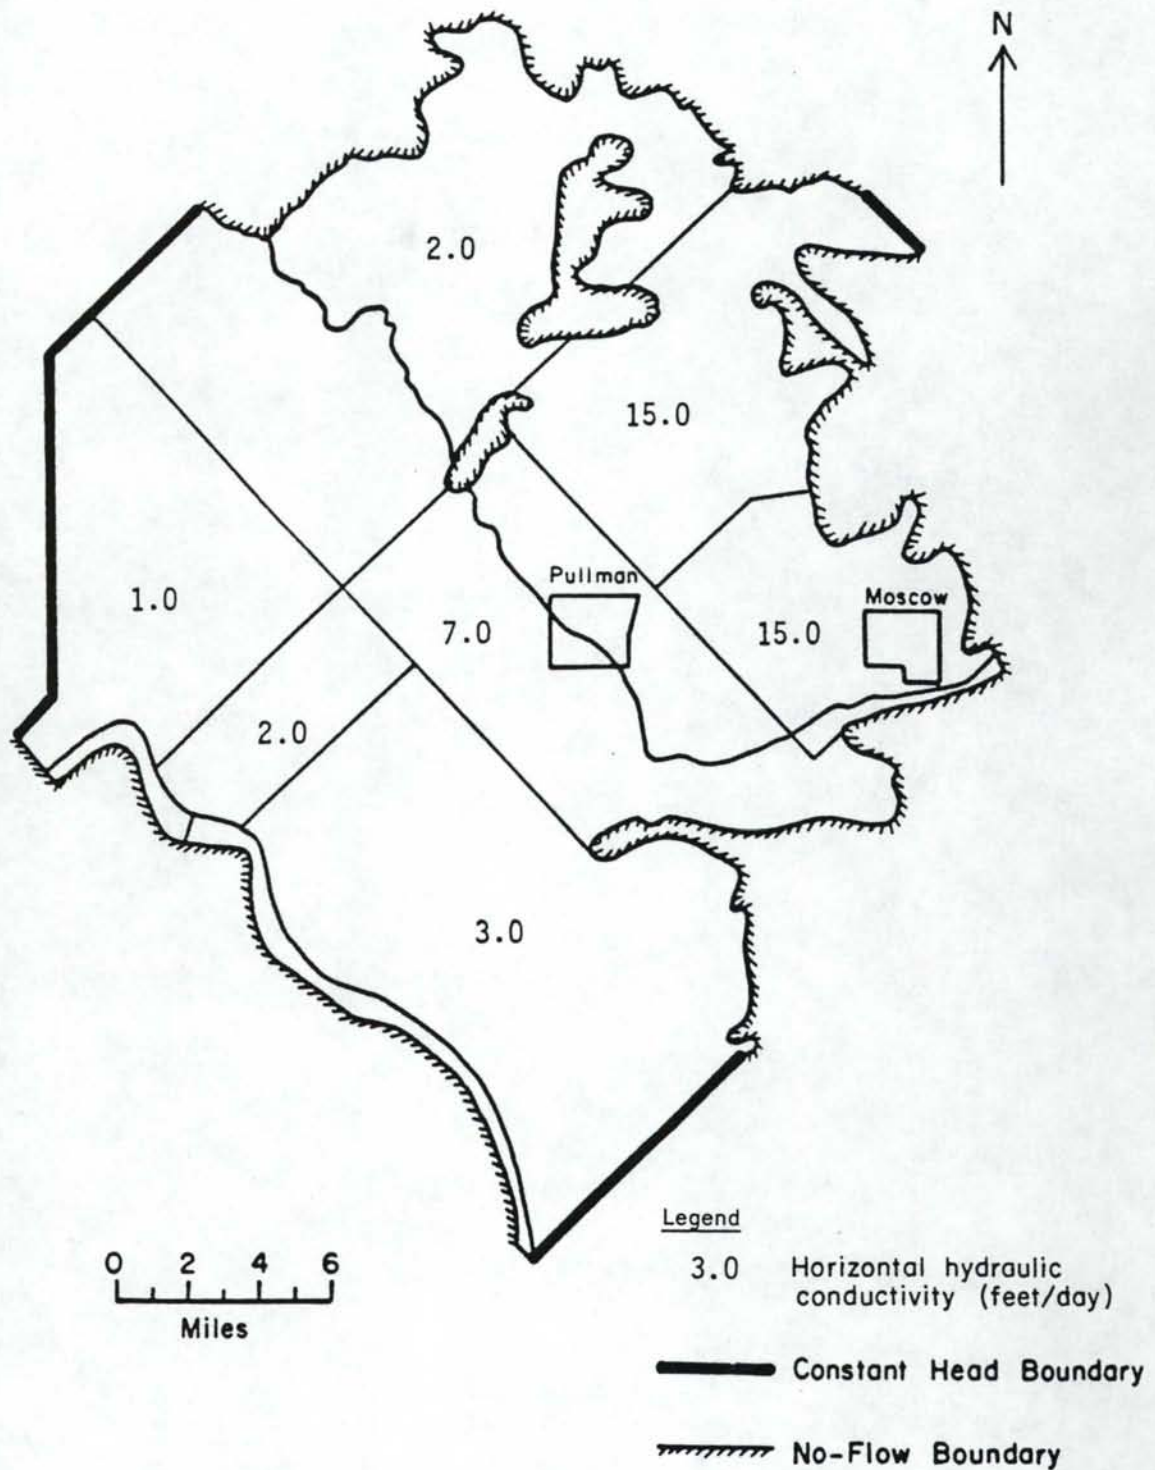 N
2.0
15.0
1.0
Pullman
Moscow
7.0
15.0
2.0
3.0
Legend
0 2 4 6
Miles
3.0 Horizontal hydraulic
conductivity (feet/day)
Constant Head Boundary
No-Flow Boundary